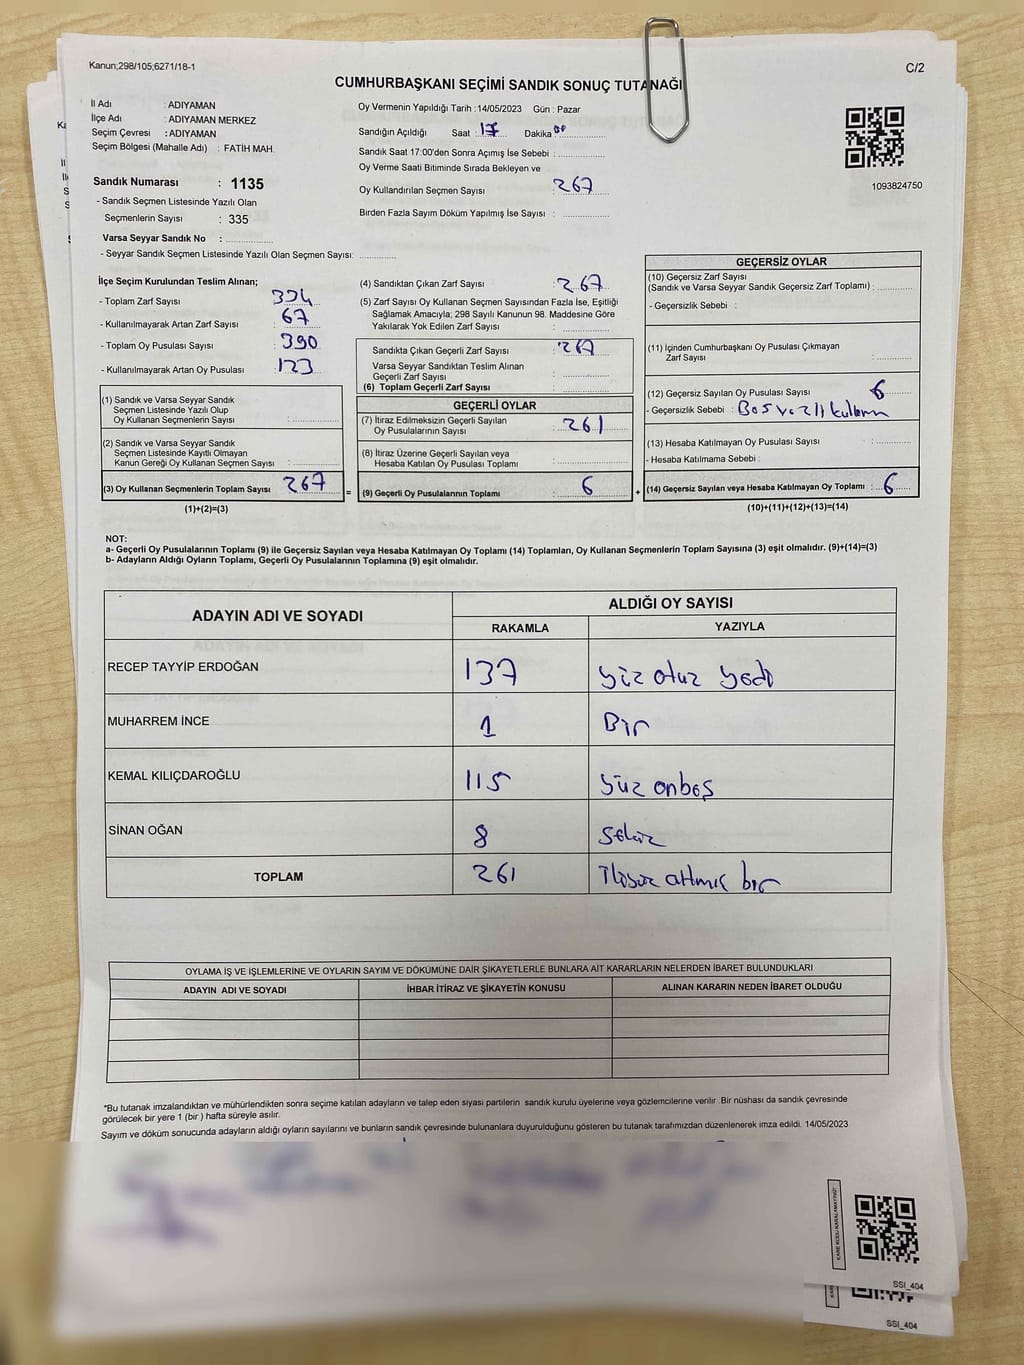 Kanun;298/105;6271/18-1
C/2
CUMHURBAŞKANI SEÇİMİ SANDIK SONUÇ TUTANAĞI
İl Adı : ADIYAMAN
İlçe Adı : ADIYAMAN MERKEZ
Seçim Çevresi : ADIYAMAN
Seçim Bölgesi (Mahalle Adı) : FATİH MAH.
Sandık Numarası : 1135
- Sandık Seçmen Listesinde Yazılı Olan
Seçmenlerin Sayısı : 335
Varsa Seyyar Sandık No :
- Seyyar Sandık Seçmen Listesinde Yazılı Olan Seçmen Sayısı:
Oy Vermenin Yapıldığı Tarih : 14/05/2023 Gün : Pazar
Sandığın Açıldığı Saat : 17 Dakika
Sandık Saat 17:00'den Sonra Açımış İse Sebebi :
Oy Verme Saati Bitiminde Sırada Bekleyen ve
Oy Kullandırılan Seçmen Sayısı : 267
Birden Fazla Sayım Döküm Yapılmış İse Sayısı :
1093824750
İlçe Seçim Kurulundan Teslim Alınan;
- Toplam Zarf Sayısı : 334
- Kullanılmayarak Artan Zarf Sayısı : 67
- Toplam Oy Pusulası Sayısı : 390
- Kullanılmayarak Artan Oy Pusulası : 123
(1) Sandık ve Varsa Seyyar Sandık
Seçmen Listesinde Yazılı Olup
Oy Kullanan Seçmenlerin Sayısı :
(2) Sandık ve Varsa Seyyar Sandık
Seçmen Listesinde Kayıtlı Olmayan
Kanun Gereği Oy Kullanan Seçmen Sayısı :
(3) Oy Kullanan Seçmenlerin Toplam Sayısı : 267
(1)+(2)=(3)
(4) Sandıktan Çıkan Zarf Sayısı : 267
(5) Zarf Sayısı Oy Kullanan Seçmen Sayısından Fazla İse, Eşitliği
Sağlamak Amacıyla; 298 Sayılı Kanunun 98. Maddesine Göre
Yakılarak Yok Edilen Zarf Sayısı :
Sandıkta Çıkan Geçerli Zarf Sayısı : 267
Varsa Seyyar Sandıktan Teslim Alınan
Geçerli Zarf Sayısı :
(6) Toplam Geçerli Zarf Sayısı :
GEÇERLİ OYLAR
(7) İtiraz Edilmeksizin Geçerli Sayılan
Oy Pusulalarının Sayısı : 261
(8) İtiraz Üzerine Geçerli Sayılan veya
Hesaba Katılan Oy Pusulası Toplamı :
= (9) Geçerli Oy Pusulalarının Toplamı : 6 +
GEÇERSİZ OYLAR
(10) Geçersiz Zarf Sayısı
(Sandık ve Varsa Seyyar Sandık Geçersiz Zarf Toplamı) :
- Geçersizlik Sebebi :
(11) İçinden Cumhurbaşkanı Oy Pusulası Çıkmayan
Zarf Sayısı :
(12) Geçersiz Sayılan Oy Pusulası Sayısı : 6
- Geçersizlik Sebebi :
(13) Hesaba Katılmayan Oy Pusulası Sayısı :
- Hesaba Katılmama Sebebi :
(14) Geçersiz Sayılan veya Hesaba Katılmayan Oy Toplamı : 6
(10)+(11)+(12)+(13)=(14)
NOT:
a- Geçerli Oy Pusulalarının Toplamı (9) ile Geçersiz Sayılan veya Hesaba Katılmayan Oy Toplamı (14) Toplamları, Oy Kullanan Seçmenlerin Toplam Sayısına (3) eşit olmalıdır. (9)+(14)=(3)
b- Adayların Aldığı Oyların Toplamı, Geçerli Oy Pusulalarının Toplamına (9) eşit olmalıdır.
ADAYIN ADI VE SOYADI ALDIĞI OY SAYISI
RAKAMLA YAZIYLA
RECEP TAYYİP ERDOĞAN 137 yüz otuz yedi
MUHARREM İNCE 1 Bir
KEMAL KILIÇDAROĞLU 115 yüz onbeş
SİNAN OĞAN 8 Sekiz
TOPLAM 261 İkiyüz altmış bir
OYLAMA İŞ VE İŞLEMLERİNE VE OYLARIN SAYIM VE DÖKÜMÜNE DAİR ŞİKAYETLERLE BUNLARA AİT KARARLARIN NELERDEN İBARET BULUNDUKLARI
ADAYIN ADI VE SOYADI İHBAR İTİRAZ VE ŞİKAYETİN KONUSU ALINAN KARARIN NEDEN İBARET OLDUĞU
*Bu tutanak imzalandıktan ve mühürlendikten sonra seçime katılan adayların ve talep eden siyasi partilerin sandık kurulu üyelerine veya gözlemcilerine verilir .Bir nüshası da sandık çevresinde
görülecek bir yere 1 (bir ) hafta süreyle asılır.
Sayım ve döküm sonucunda adayların aldığı oyların sayılarını ve bunların sandık çevresinde bulunanlara duyurulduğunu gösteren bu tutanak tarafımızdan düzenlenerek imza edildi. 14/05/2023
KARE KODU KARALAMAYINIZ!
SSI_404
SSI_404